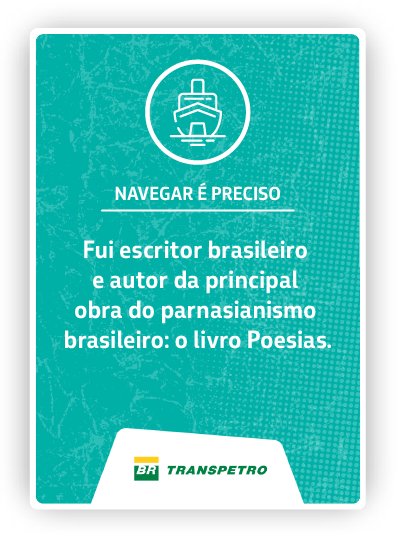 NAVEGAR É PRECISO
Fui escritor brasileiro
e autor da principal
obra do parnasianismo
brasileiro: o livro Poesias.
BR TRANSPETRO